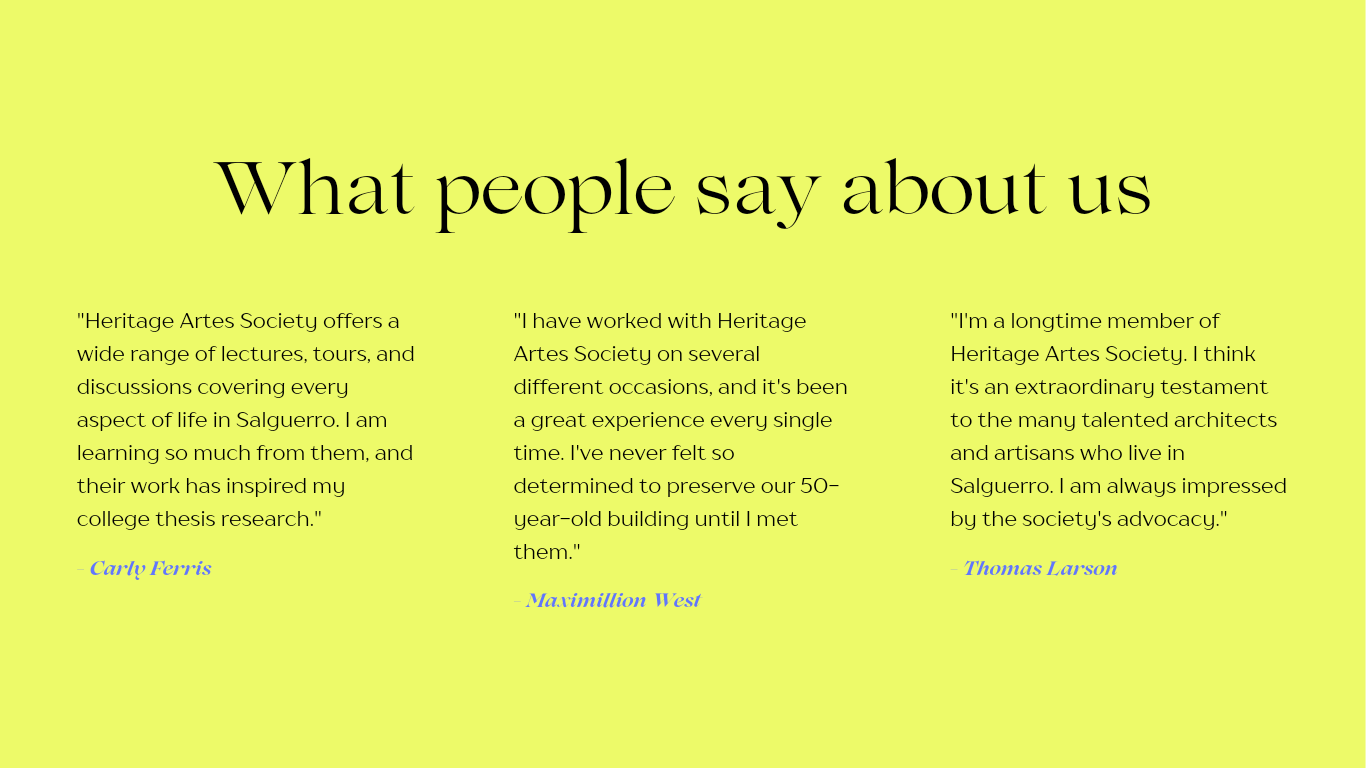 What people say about us
"Heritage Artes Society offers a
wide range of lectures, tours, and
discussions covering every
aspect of life in Salguerro. I am
learning so much from them, and
their work has inspired my
college thesis research."
- Carly Ferris
"I have worked with Heritage
Artes Society on several
different occasions, and it's been
a great experience every single
time. I've never felt so
determined to preserve our 50-
year-old building until I met
them."
- Maximillion West
"I'm a longtime member of
Heritage Artes Society. I think
it's an extraordinary testament
to the many talented architects
and artisans who live in
Salguerro. I am always impressed
by the society's advocacy."
- Thomas Larson